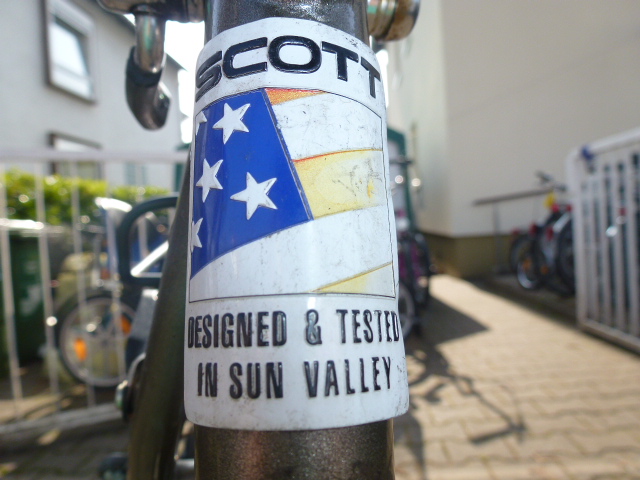 SCOTT
DESIGNED & TESTED
IN SUN VALLEY